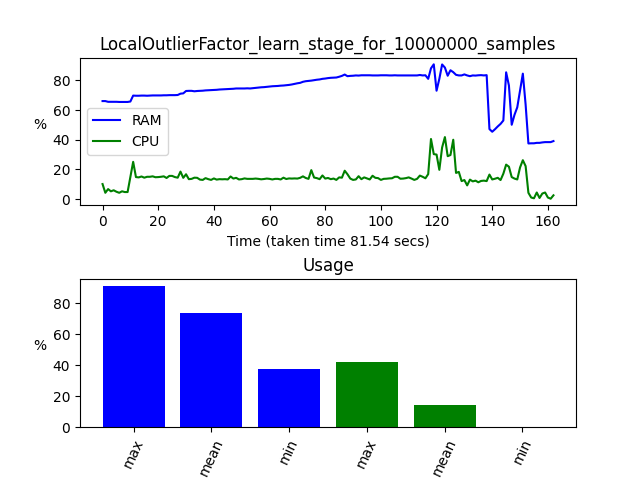 LocalOutlierFactor_learn_stage_for_10000000_samples
80
60
%
40
20
0
RAM
CPU
0 20 40 60 80 100 120 140 160
Time (taken time 81.54 secs)
Usage
80
60
%
40
20
0
max mean min max mean min